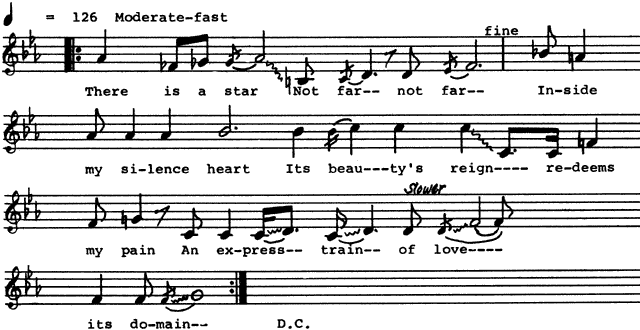 = 126 Moderate-fast
fine
There is a star Not far-- not far-- In-side
my si-lence heart Its beau---ty's reign---- re-deems
slower
my pain An ex-press-- train-- of love-----
its do-main-- D.C.